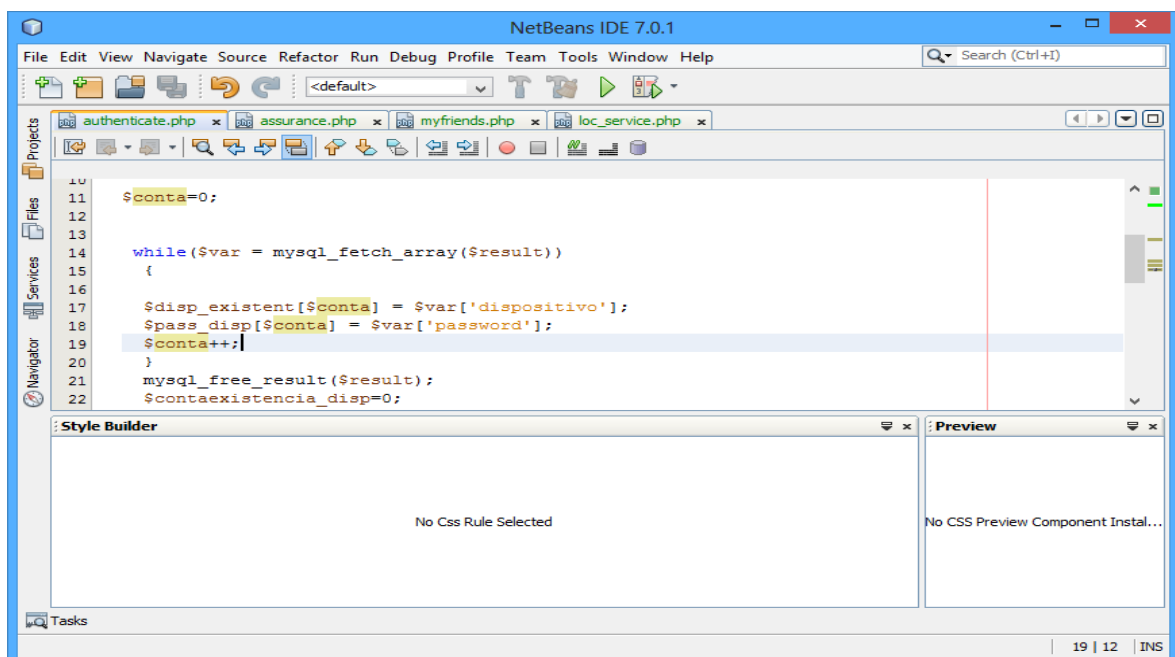 NetBeans IDE 7.0.1
File Edit View Navigate Source Refactor Run Debug Profile Team Tools Window Help
Search (Ctrl+I)
<default>
authenticate.php assurance.php myfriends.php loc_service.php
Projects
Files
Services
Navigator
10
11 $conta=0;
12
13
14 while($var = mysql_fetch_array($result))
15 {
16
17 $disp_existent[$conta] = $var['dispositivo'];
18 $pass_disp[$conta] = $var['password'];
19 $conta++;
20 }
21 mysql_free_result($result);
22 $contaexistencia_disp=0;
Style Builder
Preview
No Css Rule Selected
No CSS Preview Component Instal...
Tasks
19 | 12 INS